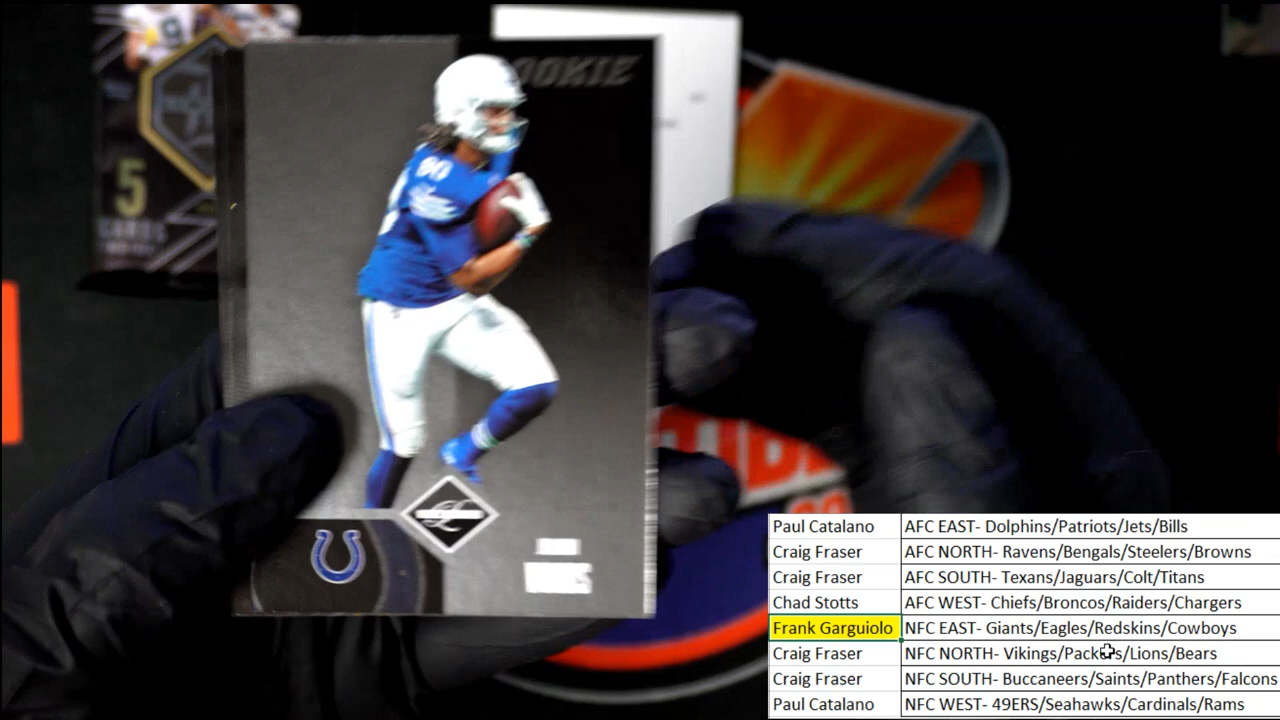 ROOKIE
5
CARDS
Paul Catalano AFC EAST- Dolphins/Patriots/Jets/Bills
Craig Fraser AFC NORTH- Ravens/Bengals/Steelers/Browns
Craig Fraser AFC SOUTH- Texans/Jaguars/Colt/Titans
Chad Stotts AFC WEST- Chiefs/Broncos/Raiders/Chargers
Frank Garguiolo NFC EAST- Giants/Eagles/Redskins/Cowboys
Craig Fraser NFC NORTH- Vikings/Packers/Lions/Bears
Craig Fraser NFC SOUTH- Buccaneers/Saints/Panthers/Falcons
Paul Catalano NFC WEST- 49ERS/Seahawks/Cardinals/Rams